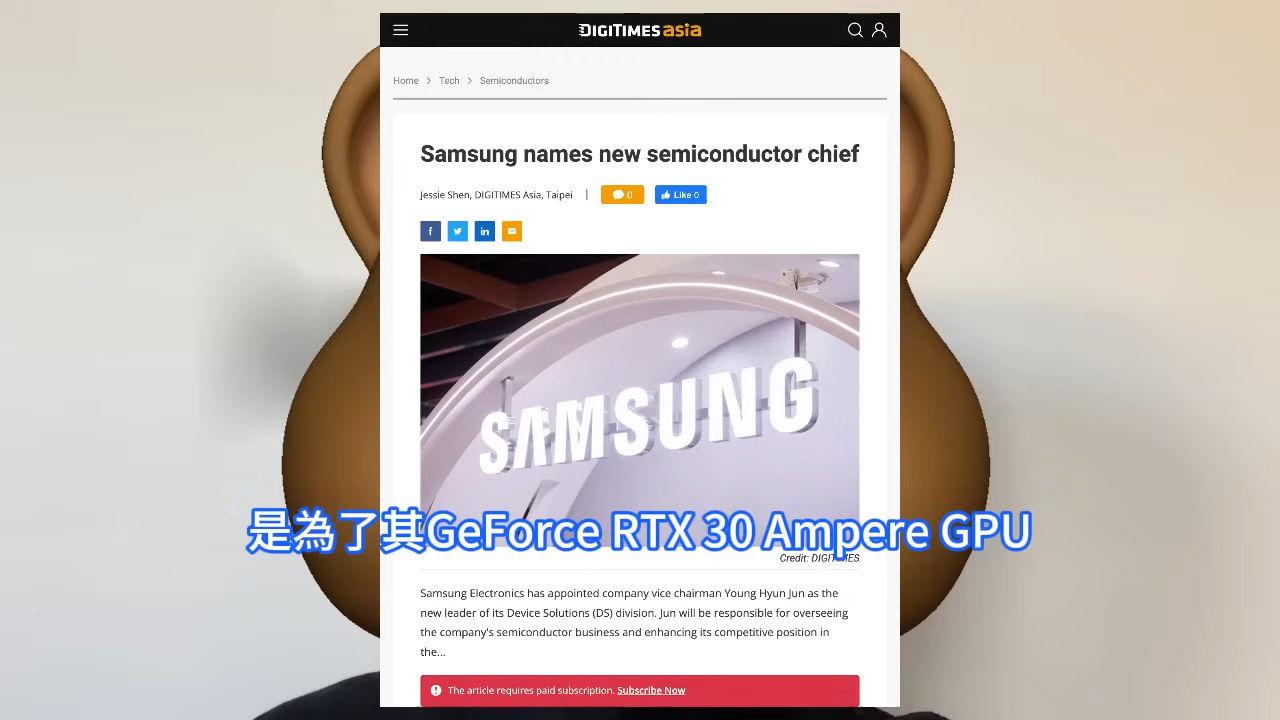 DIGITIMES asia
Home > Tech > Semiconductors
Samsung names new semiconductor chief
Jessie Shen, DIGITIMES Asia, Taipei | 0 Like 0
SAMSUNG
是為了其GeForce RTX 30 Ampere GPU
Credit: DIGITIMES
Samsung Electronics has appointed company vice chairman Young Hyun Jun as the
new leader of its Device Solutions (DS) division. Jun will be responsible for overseeing
the company's semiconductor business and enhancing its competitive position in
the...
The article requires paid subscription. Subscribe Now